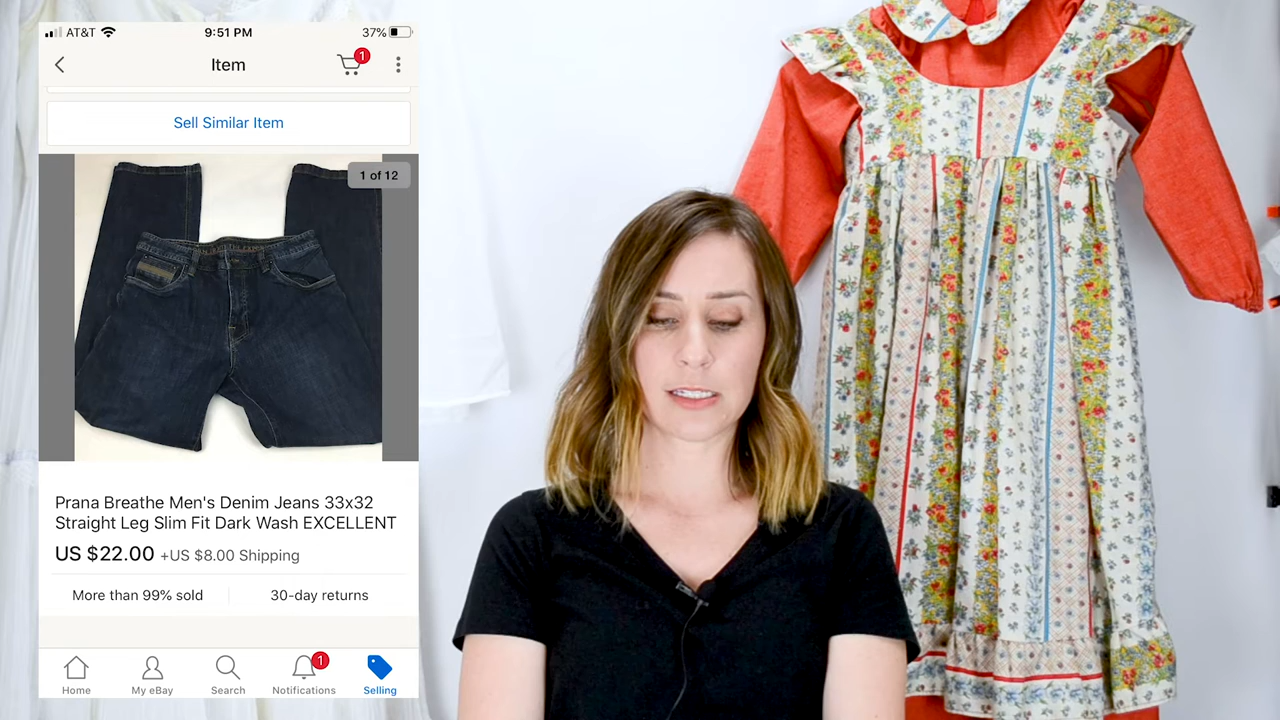 AT&T
9:51 PM
37%
Item
1
Sell Similar Item
1 of 12
Prana Breathe Men's Denim Jeans 33x32
Straight Leg Slim Fit Dark Wash EXCELLENT
US $22.00 +US $8.00 Shipping
More than 99% sold
30-day returns
1
Home
My eBay
Search
Notifications
Selling